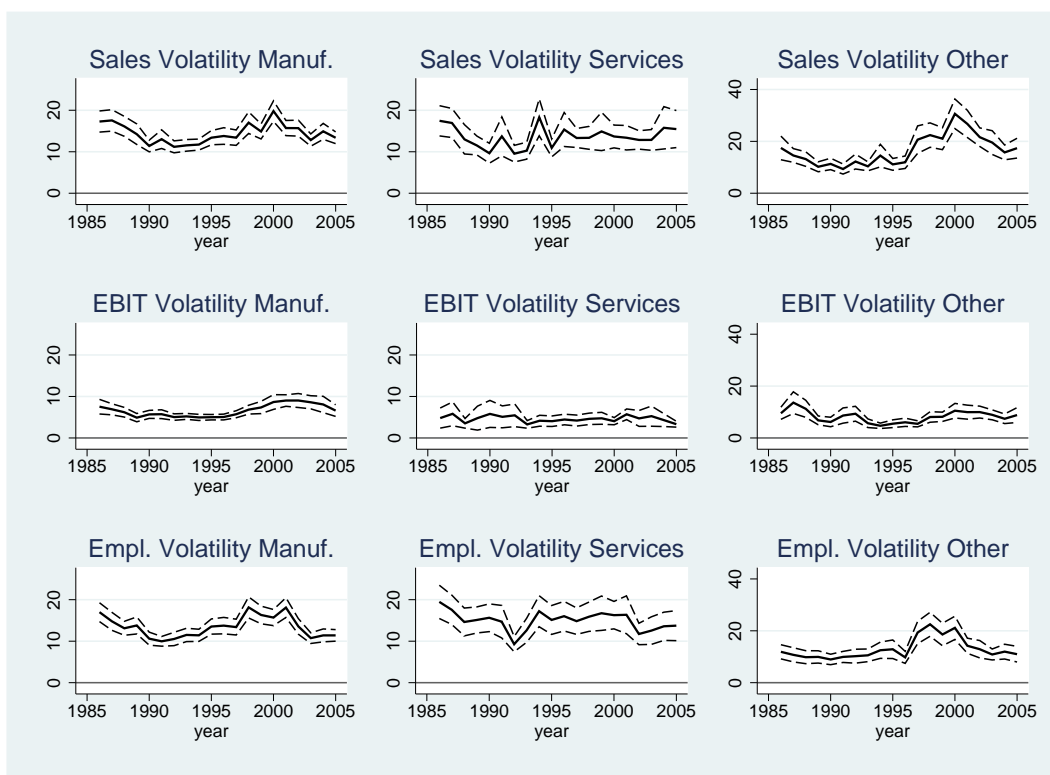 Sales Volatility Manuf.
20
10
0
1985 1990 1995 2000 2005
year
Sales Volatility Services
20
10
0
1985 1990 1995 2000 2005
year
Sales Volatility Other
40
20
0
1985 1990 1995 2000 2005
year
EBIT Volatility Manuf.
20
10
0
1985 1990 1995 2000 2005
year
EBIT Volatility Services
20
10
0
1985 1990 1995 2000 2005
year
EBIT Volatility Other
40
20
0
1985 1990 1995 2000 2005
year
Empl. Volatility Manuf.
20
10
0
1985 1990 1995 2000 2005
year
Empl. Volatility Services
20
10
0
1985 1990 1995 2000 2005
year
Empl. Volatility Other
40
20
0
1985 1990 1995 2000 2005
year